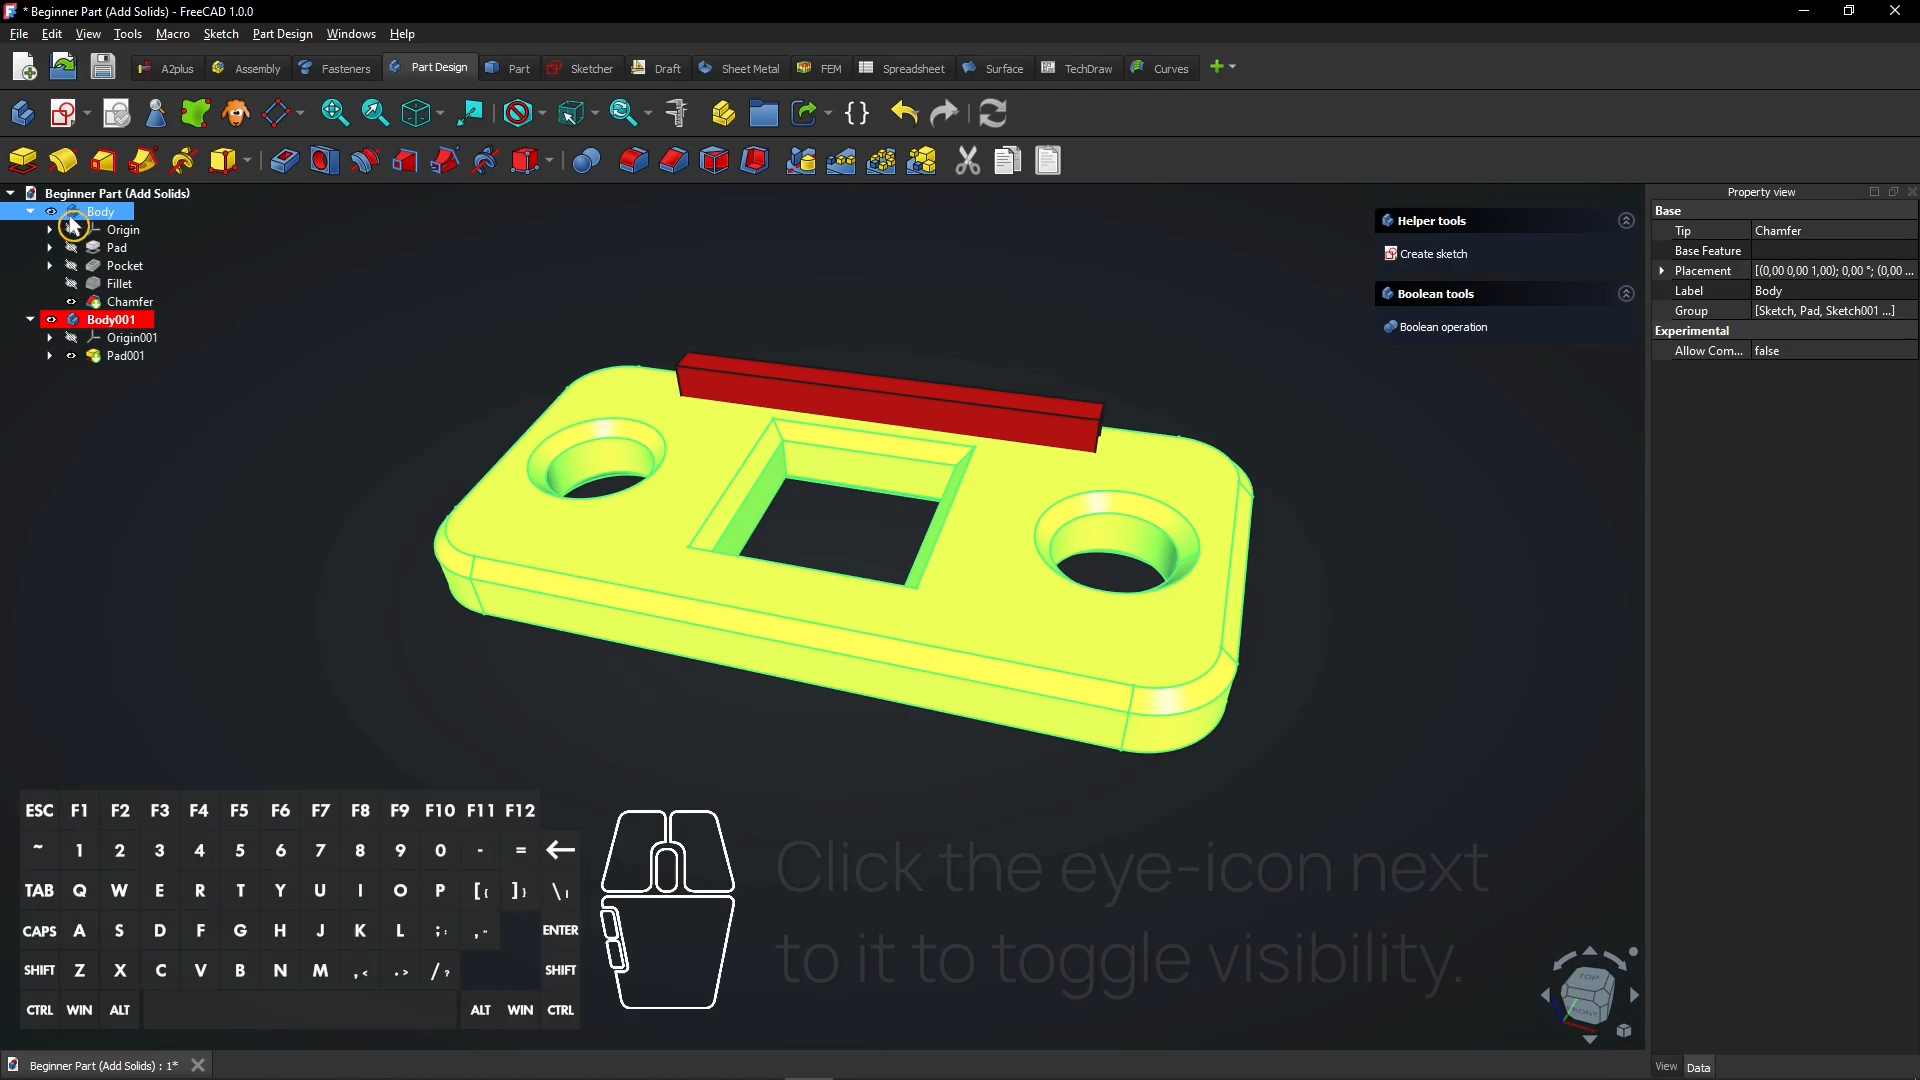 * Beginner Part (Add Solids) - FreeCAD 1.0.0
File Edit View Tools Macro Sketch Part Design Windows Help
A2plus Assembly Fasteners Part Design Part Sketcher Draft Sheet Metal FEM Spreadsheet Surface TechDraw Curves
Beginner Part (Add Solids)
Body
Origin
Pad
Pocket
Fillet
Chamfer
Body001
Origin001
Pad001
Helper tools
Create sketch
Boolean tools
Boolean operation
Property view
Base
Tip Chamfer
Base Feature
Placement [(0,00 0,00 1,00); 0,00 °; (0,00 ...
Label Body
Group [Sketch, Pad, Sketch001 ...]
Experimental
Allow Com... false
ESC F1 F2 F3 F4 F5 F6 F7 F8 F9 F10 F11 F12
~ 1 2 3 4 5 6 7 8 9 0 - =
TAB Q W E R T Y U I O P [{ ]} \|
CAPS A S D F G H J K L ;: ,“ ENTER
SHIFT Z X C V B N M ,< .> /? SHIFT
CTRL WIN ALT ALT WIN CTRL
Click the eye-icon next
to it to toggle visibility.
TOP
FRONT
Beginner Part (Add Solids) : 1*
View Data